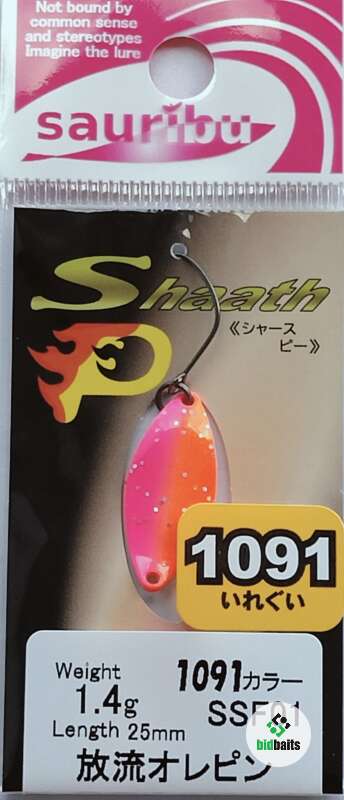 Not bound by
common sense
and stereotypes
Imagine the lure
sauribu
Shaath
P
《シャース
ピー》
1091
いれぐい
Weight
1.4g
Length 25mm
1091カラー
SSF01
bidbaits
放流オレピン